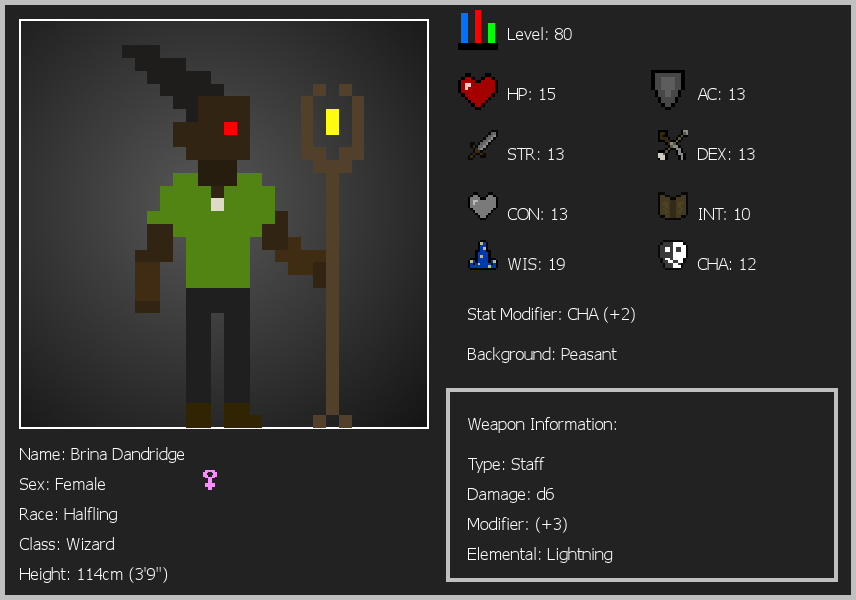 Level: 80
HP: 15
AC: 13
STR: 13
DEX: 13
CON: 13
INT: 10
WIS: 19
CHA: 12
Stat Modifier: CHA (+2)
Background: Peasant
Weapon Information:
Type: Staff
Damage: d6
Modifier: (+3)
Elemental: Lightning
Name: Brina Dandridge
Sex: Female
Race: Halfling
Class: Wizard
Height: 114cm (3'9")